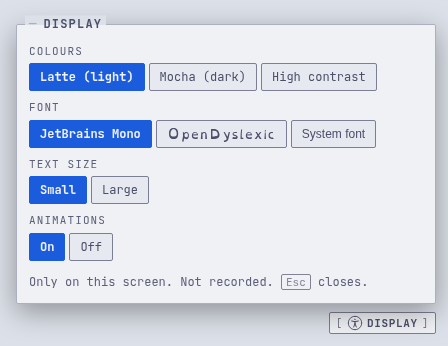 — DISPLAY
COLOURS
Latte (light) Mocha (dark) High contrast
FONT
JetBrains Mono OpenDyslexic System font
TEXT SIZE
Small Large
ANIMATIONS
On Off
Only on this screen. Not recorded. Esc closes.
[ DISPLAY ]